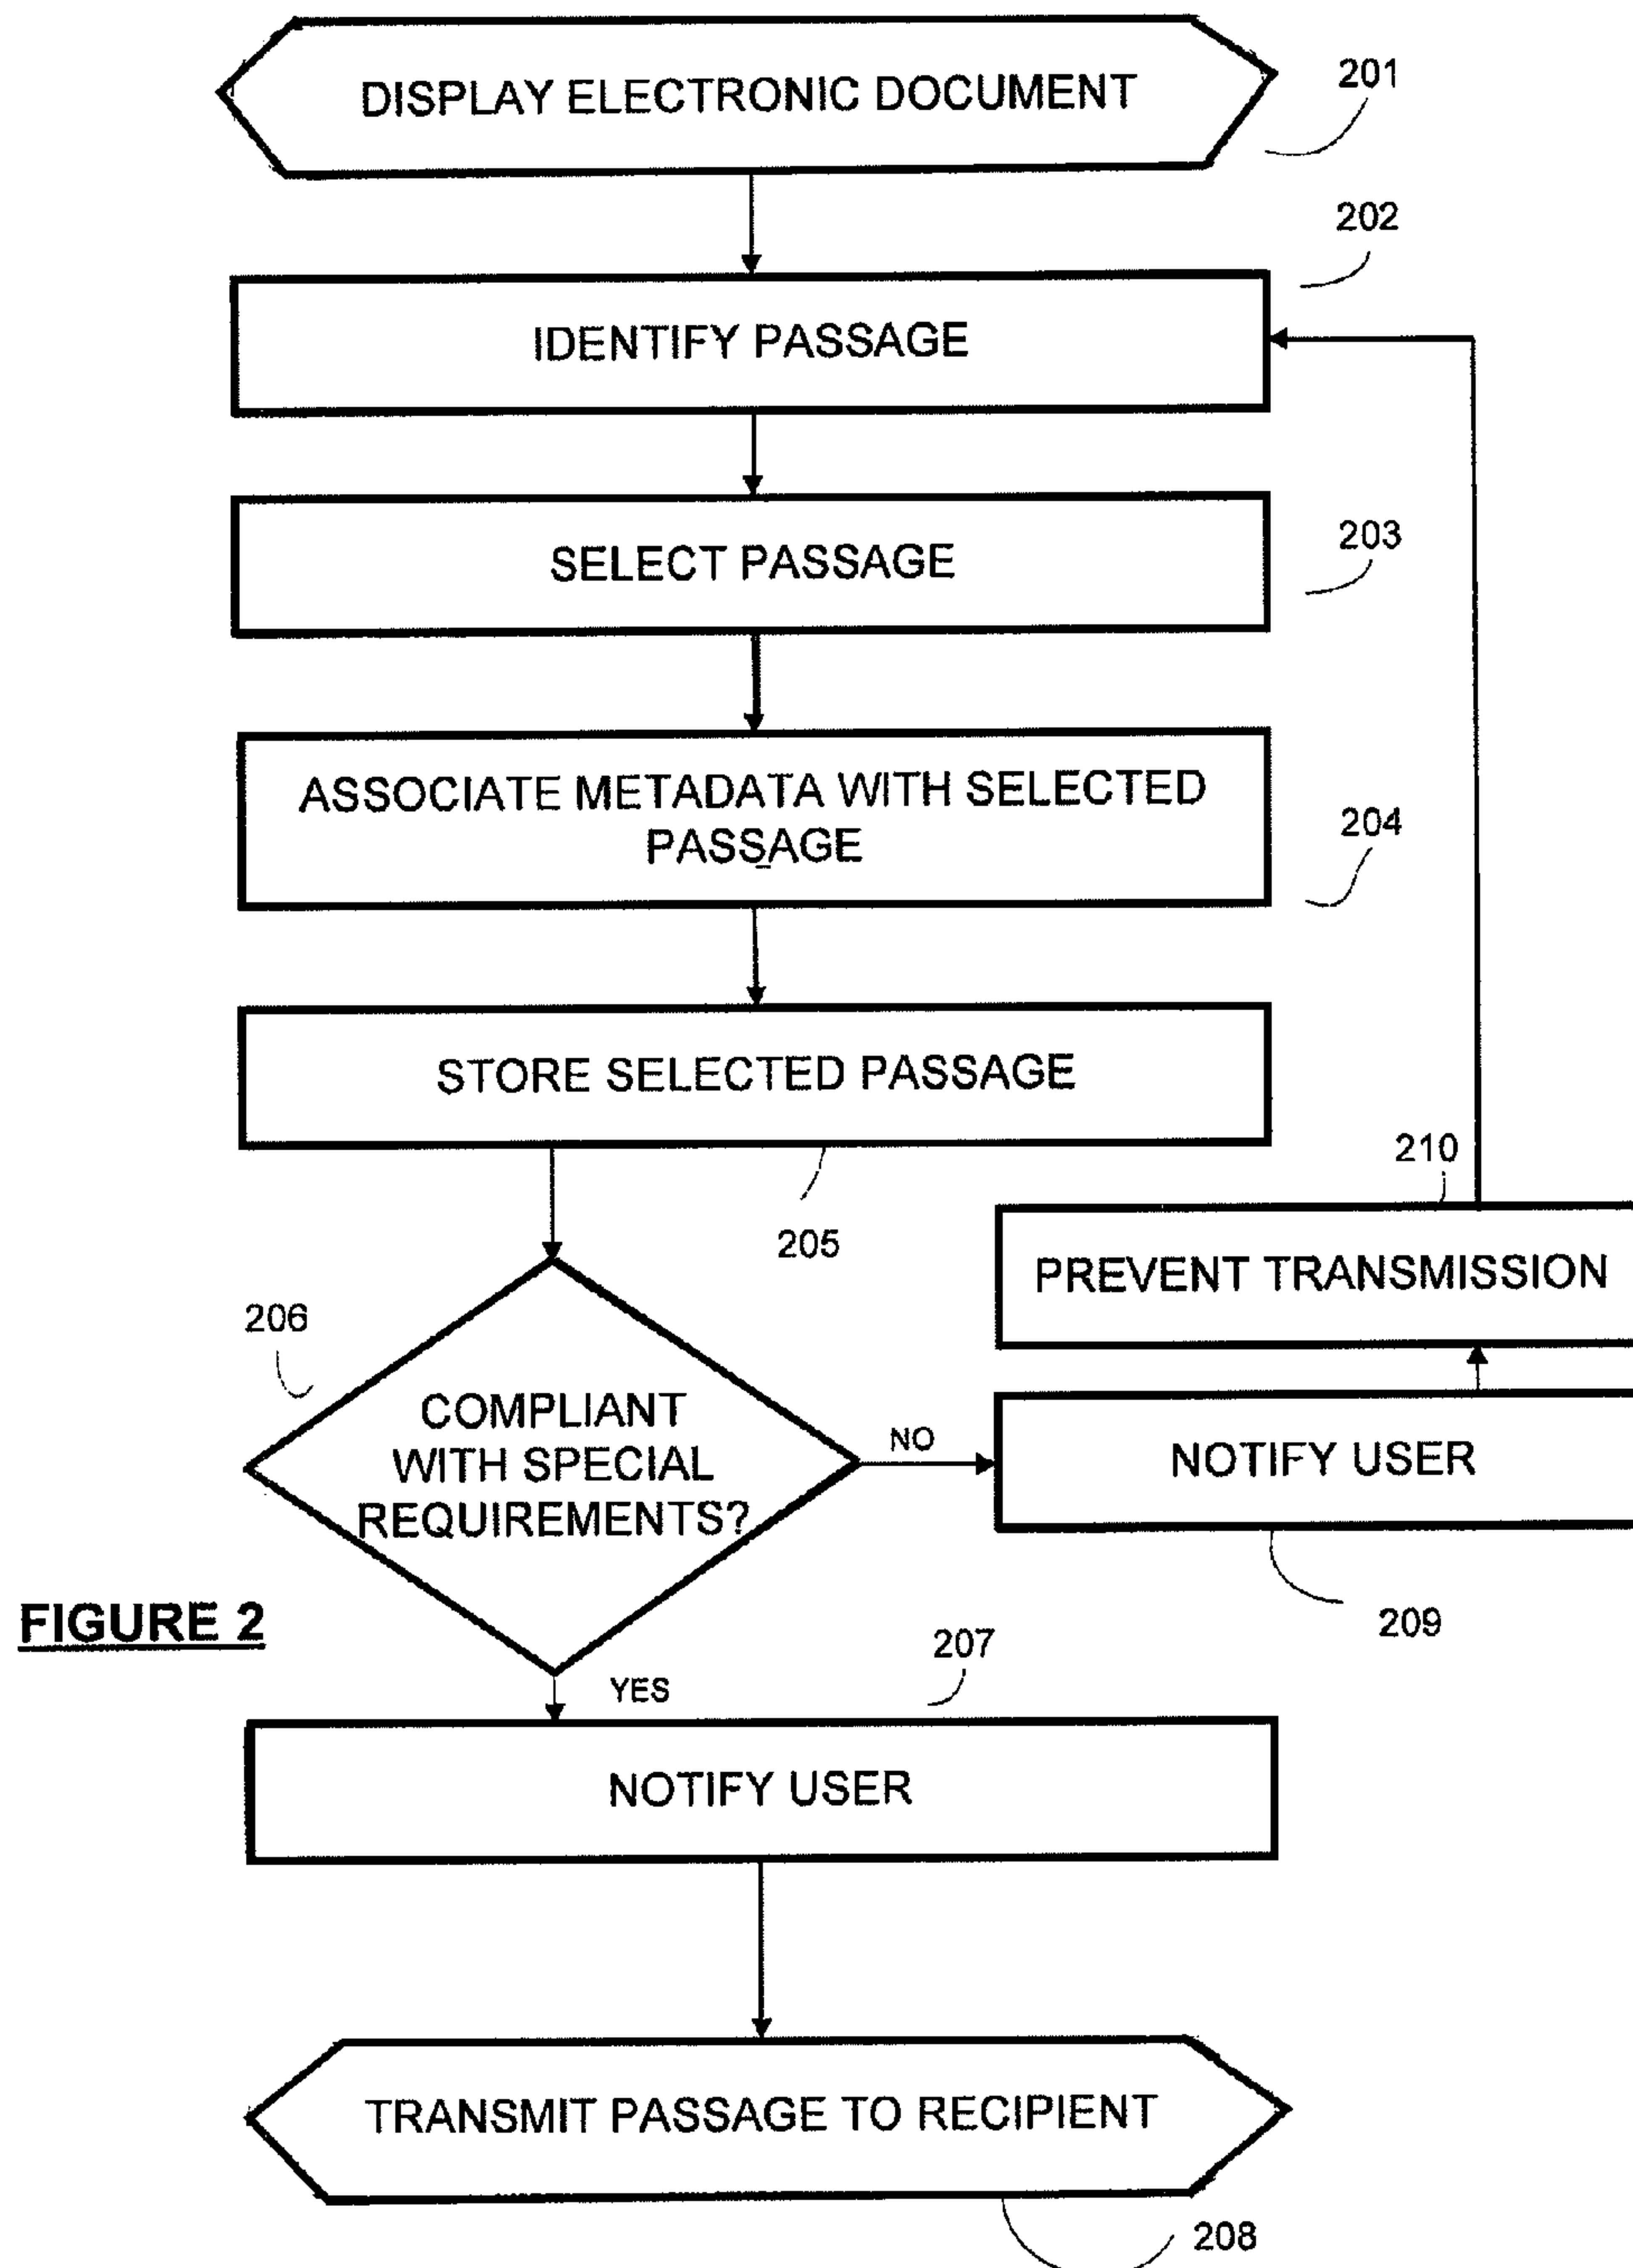 DISPLAY ELECTRONIC DOCUMENT
201
202
IDENTIFY PASSAGE
SELECT PASSAGE
203
ASSOCIATE METADATA WITH SELECTED
PASSAGE
204
STORE SELECTED PASSAGE
205
210
PREVENT TRANSMISSION
206
COMPLIANT
WITH SPECIAL
REQUIREMENTS?
NO
NOTIFY USER
209
FIGURE 2
YES
207
NOTIFY USER
TRANSMIT PASSAGE TO RECIPIENT
208